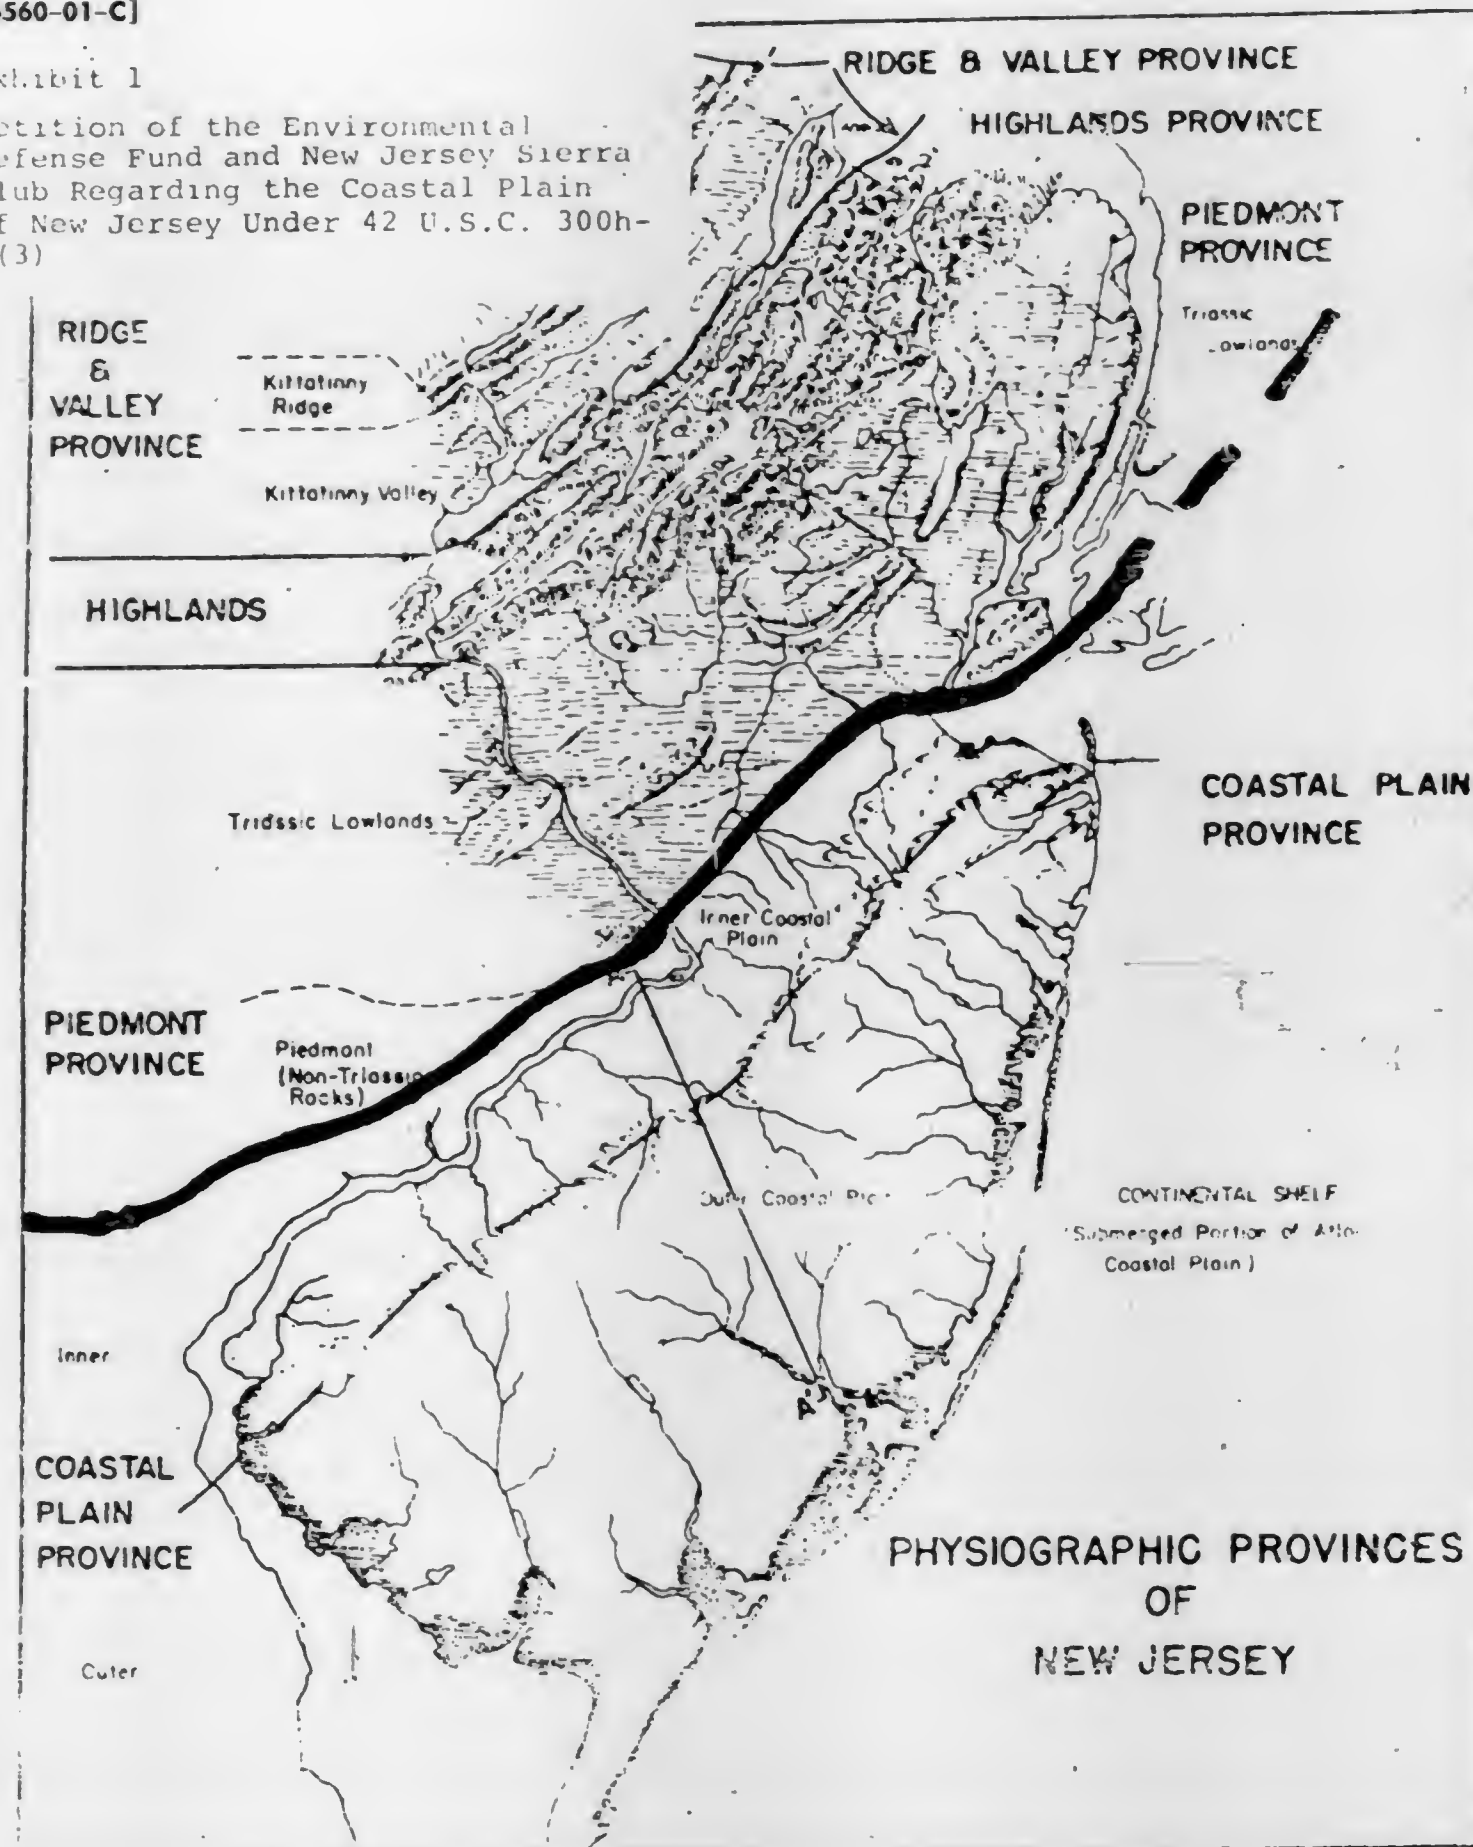 560-01-C]
Exhibit 1
etition of the Environmental
efense Fund and New Jersey Sierra
lub Regarding the Coastal Plain
f New Jersey Under 42 U.S.C. 300h-
(3)
RIDGE & VALLEY PROVINCE
HIGHLANDS PROVINCE
PIEDMONT
PROVINCE
Triassic
Lowlands
RIDGE
&
VALLEY
PROVINCE
Kittatinny
Ridge
Kittatinny Valley
HIGHLANDS
Triassic Lowlands
COASTAL PLAIN
PROVINCE
Inner Coastal
Plain
PIEDMONT
PROVINCE
Piedmont
(Non-Triassic
Rocks)
Outer Coastal
CONTINENTAL SHELF
(Submerged Portion of
Coastal Plain)
Inner
COASTAL
PLAIN
PROVINCE
Outer
PHYSIOGRAPHIC PROVINCES
OF
NEW JERSEY